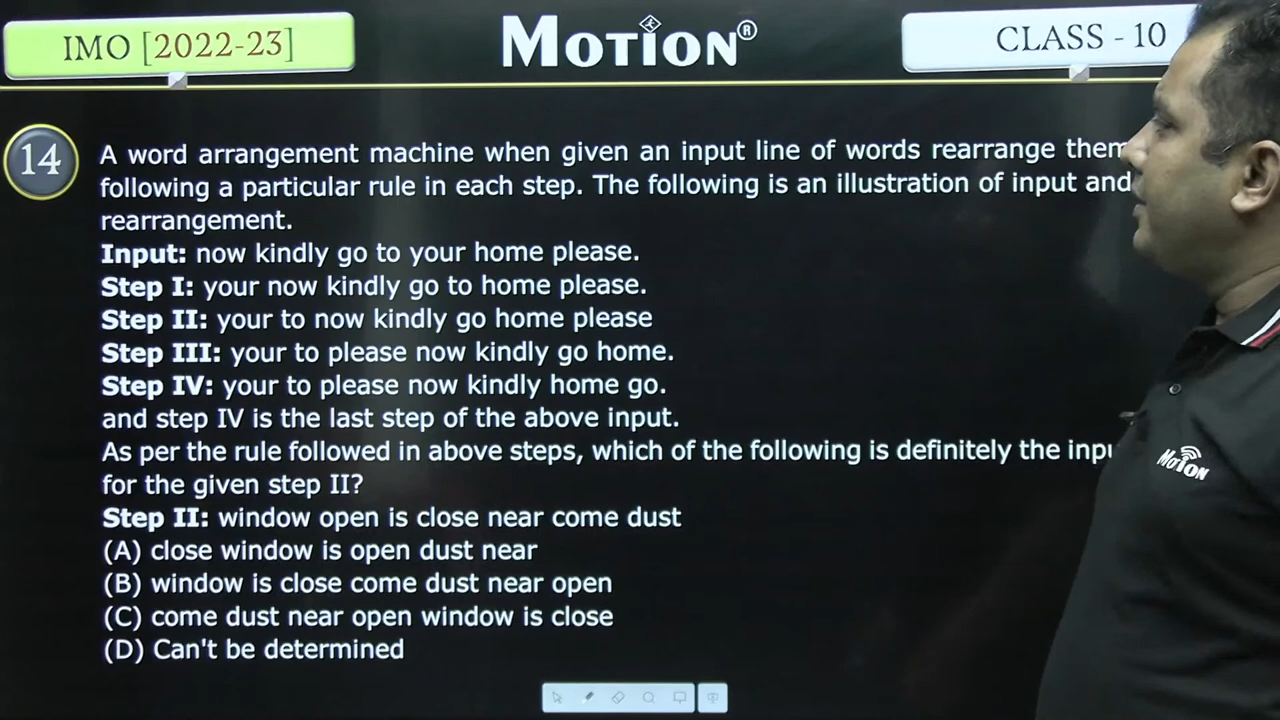 IMO [2022-23]
MOTION®
CLASS - 10
14
A word arrangement machine when given an input line of words rearrange them
following a particular rule in each step. The following is an illustration of input and
rearrangement.
Input: now kindly go to your home please.
Step I: your now kindly go to home please.
Step II: your to now kindly go home please
Step III: your to please now kindly go home.
Step IV: your to please now kindly home go.
and step IV is the last step of the above input.
As per the rule followed in above steps, which of the following is definitely the
for the given step II?
Step II: window open is close near come dust
(A) close window is open dust near
(B) window is close come dust near open
(C) come dust near open window is close
(D) Can't be determined
MOTION